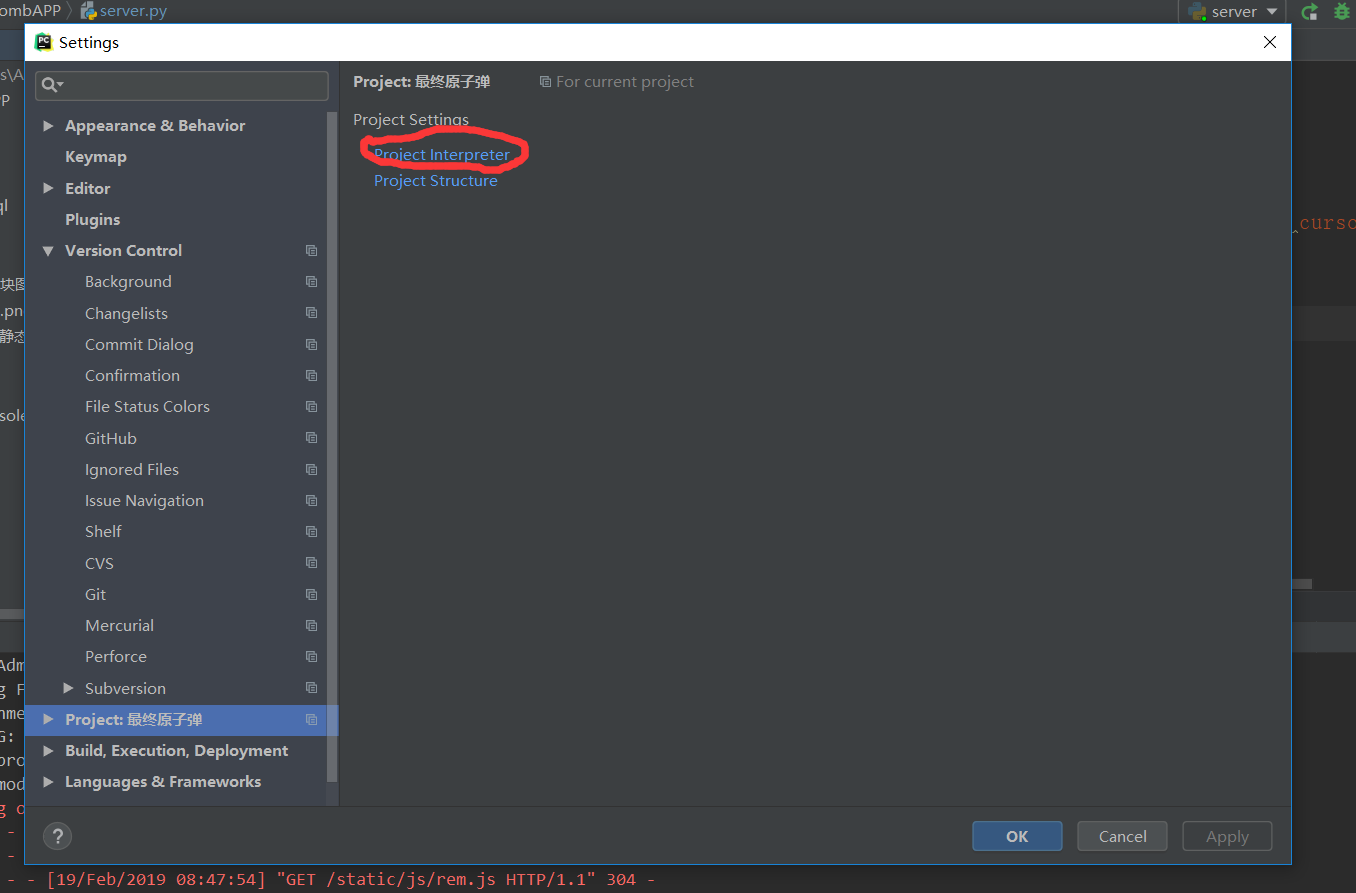 ombAPP
server.py
server
PC
Settings
Project: 最终原子弹
For current project
Project Settings
Project Interpreter
Project Structure
Appearance & Behavior
Keymap
Editor
Plugins
Version Control
Background
Changelists
Commit Dialog
Confirmation
File Status Colors
GitHub
Ignored Files
Issue Navigation
Shelf
CVS
Git
Mercurial
Perforce
Subversion
Project: 最终原子弹
Build, Execution, Deployment
Languages & Frameworks
?
OK
Cancel
Apply
s\A
P
ql
块图
.pn
静态
sole
_curso
Adm
g F
nme
G:
pro
mod
g o
-
-
- - [19/Feb/2019 08:47:54] "GET /static/js/rem.js HTTP/1.1" 304 -